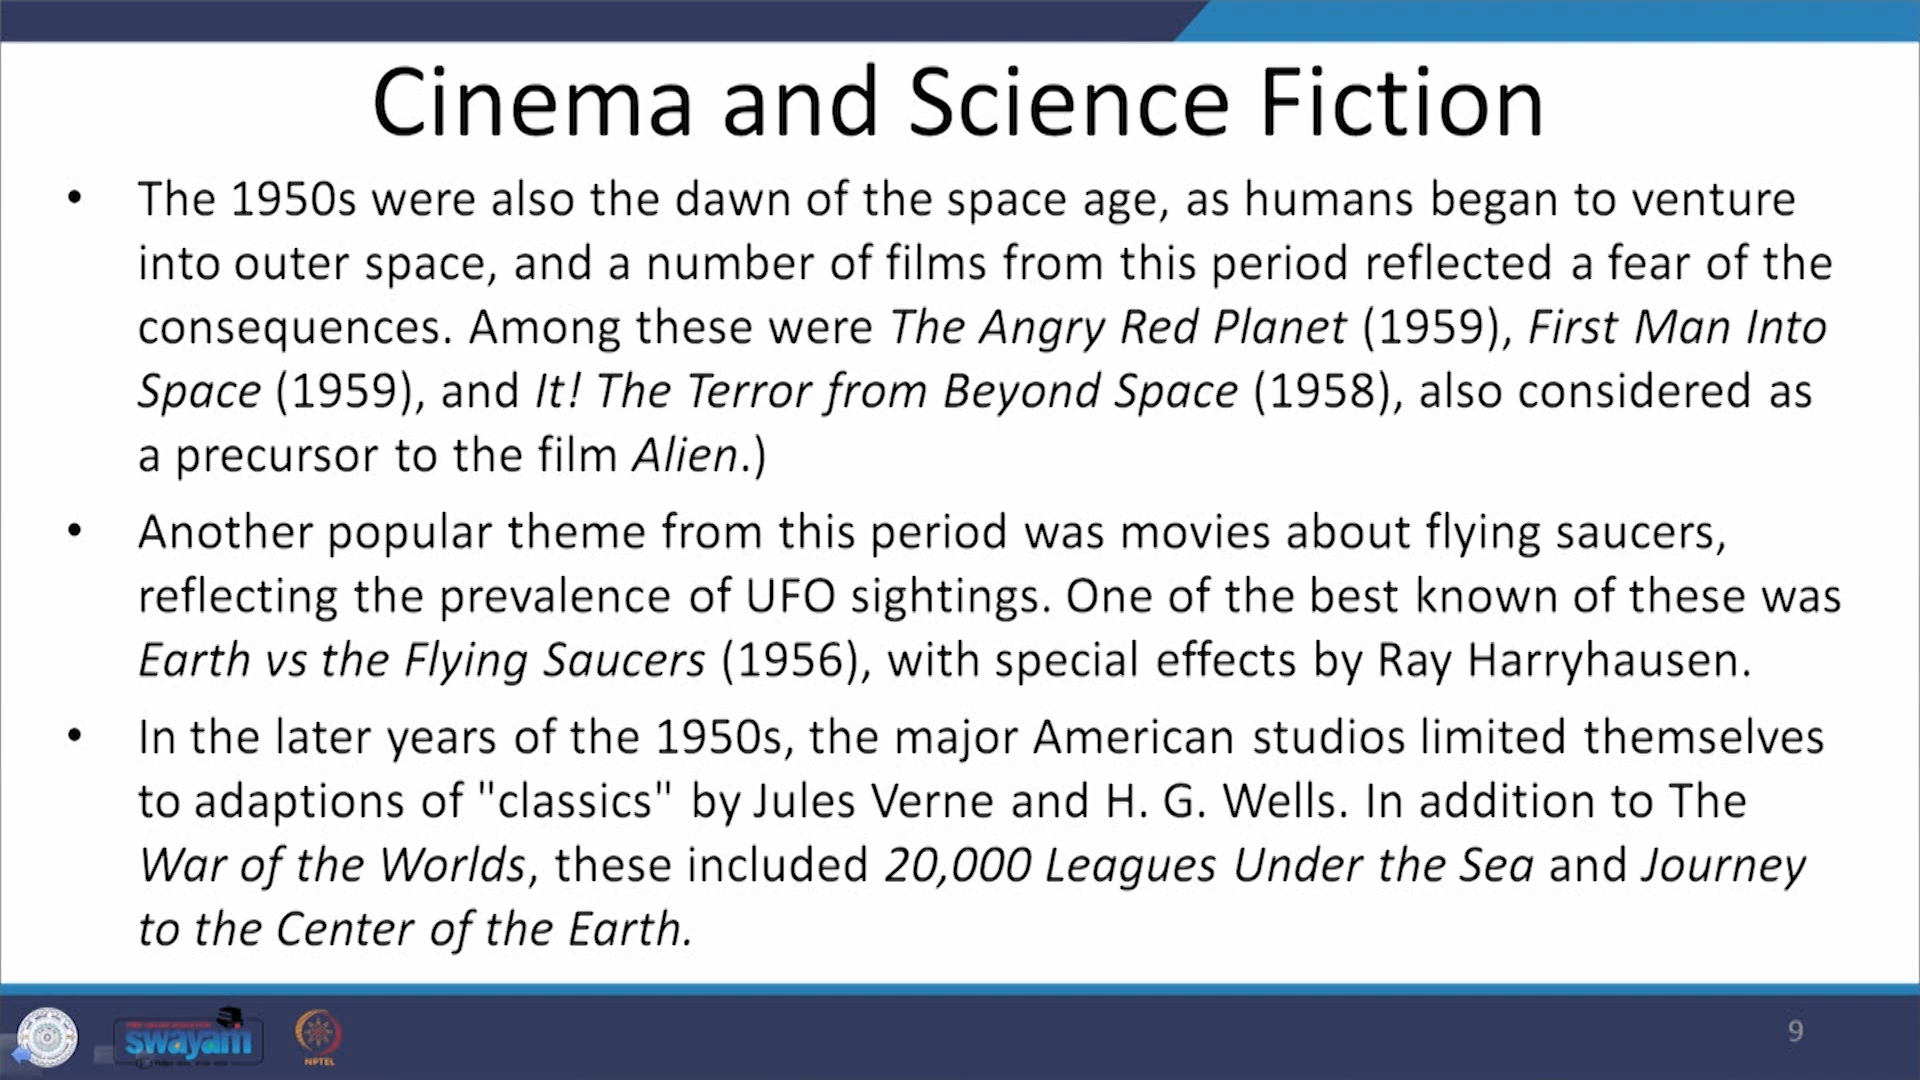 Cinema and Science Fiction
• The 1950s were also the dawn of the space age, as humans began to venture
into outer space, and a number of films from this period reflected a fear of the
consequences. Among these were The Angry Red Planet (1959), First Man Into
Space (1959), and It! The Terror from Beyond Space (1958), also considered as
a precursor to the film Alien.)
• Another popular theme from this period was movies about flying saucers,
reflecting the prevalence of UFO sightings. One of the best known of these was
Earth vs the Flying Saucers (1956), with special effects by Ray Harryhausen.
• In the later years of the 1950s, the major American studios limited themselves
to adaptions of "classics" by Jules Verne and H. G. Wells. In addition to The
War of the Worlds, these included 20,000 Leagues Under the Sea and Journey
to the Center of the Earth.
swayam
NPTEL
9